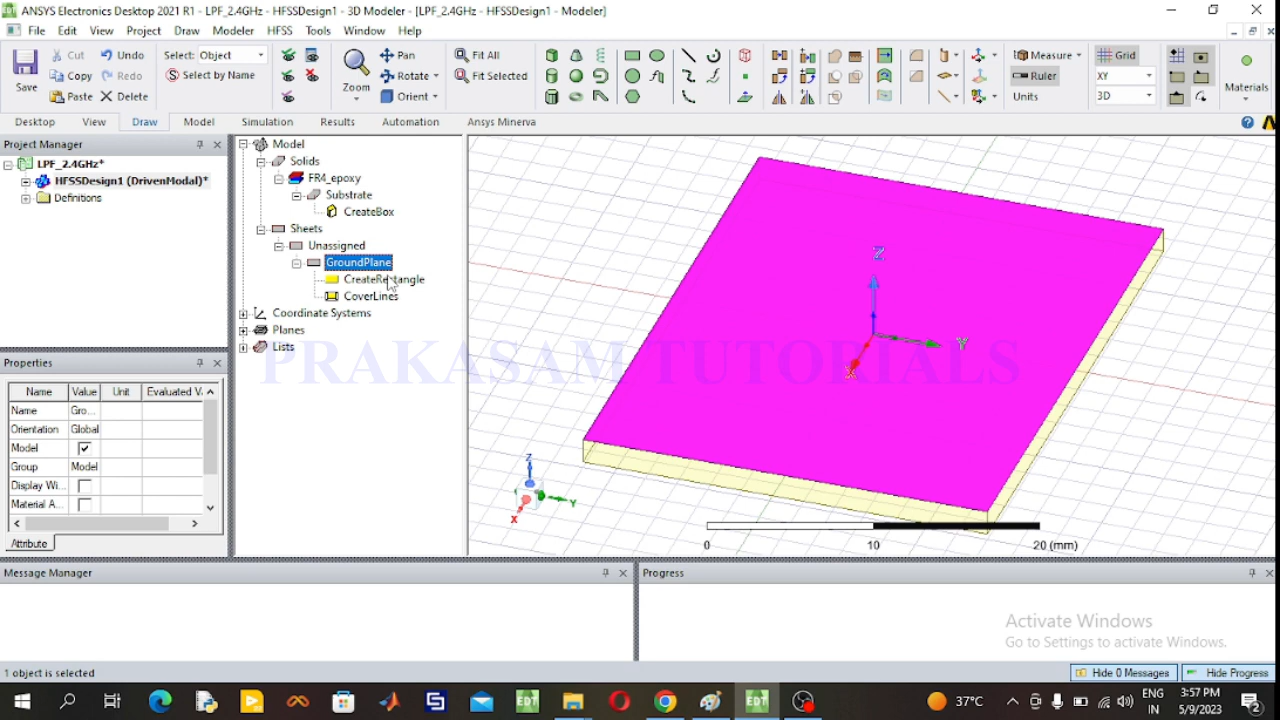 ANSYS Electronics Desktop 2021 R1 - LPF_2.4GHz - HFSSDesign1 - 3D Modeler - [LPF_2.4GHz - HFSSDesign1 - Modeler]
File Edit View Project Draw Modeler HFSS Tools Window Help
Save
Cut
Copy
Paste
Undo
Redo
Delete
Select: Object
Select by Name
Zoom
Pan
Rotate
Orient
Fit All
Fit Selected
Measure
Ruler
Units
Grid
XY
3D
Materials
Desktop View Draw Model Simulation Results Automation Ansys Minerva
Project Manager
LPF_2.4GHz*
HFSSDesign1 (DrivenModal)*
Definitions
Properties
Name Value Unit Evaluated V.
Name Gro...
Orientation Global
Model
Group Model
Display Wi...
Material A...
Attribute
Model
Solids
FR4_epoxy
Substrate
CreateBox
Sheets
Unassigned
GroundPlane
CreateRectangle
CoverLines
Coordinate Systems
Planes
Lists
PRAKASAM TUTORIALS
Z
Y
X
Z
Y
X
0 10 20 (mm)
Message Manager
Progress
Activate Windows
Go to Settings to activate Windows.
1 object is selected
Hide 0 Messages
Hide Progress
37°C
ENG
IN
3:57 PM
5/9/2023
2